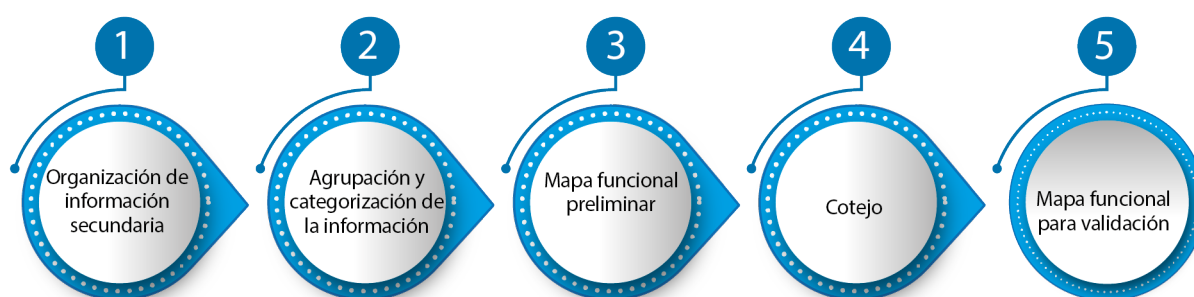 1
2
3
4
5
Organización de
información
secundaria
Agrupación y
categorización de
la información
Mapa funcional
preliminar
Cotejo
Mapa funcional
para validación